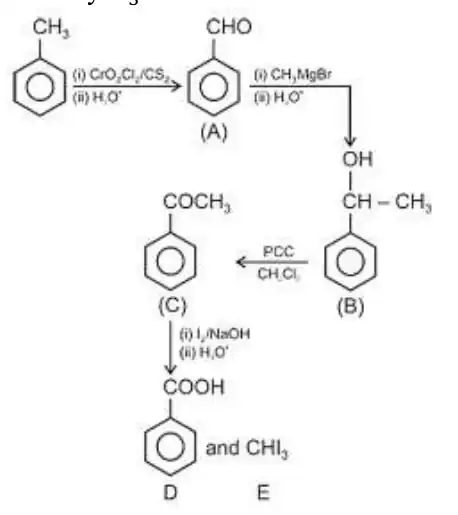 CH₃
(i) CrO₂Cl₂/CS₂
(ii) H₃O⁺
CHO
(A)
(i) CH₃MgBr
(ii) H₃O⁺
OH
CH – CH₃
(B)
PCC
CH₂Cl₂
COCH₃
(C)
(i) I₂/NaOH
(ii) H₃O⁺
COOH
and CHI₃
D E